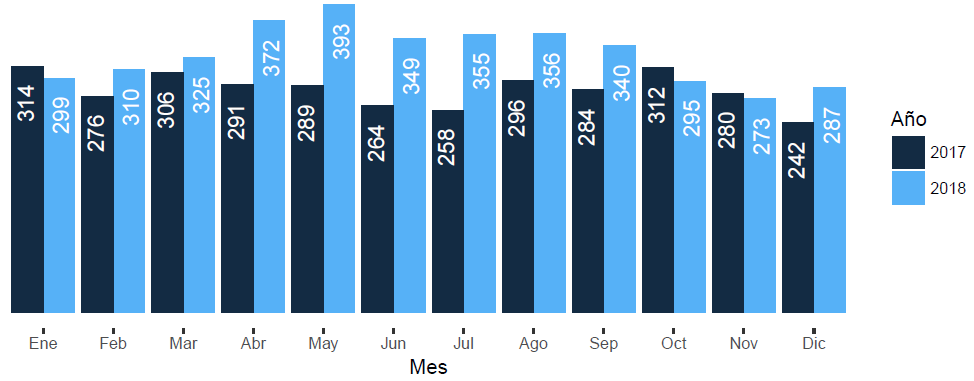 314 299 276 310 306 325 291 372 289 393 264 349 258 355 296 356 284 340 312 295 280 273 242 287
Ene Feb Mar Abr May Jun Jul Ago Sep Oct Nov Dic
Mes
Año
2017
2018